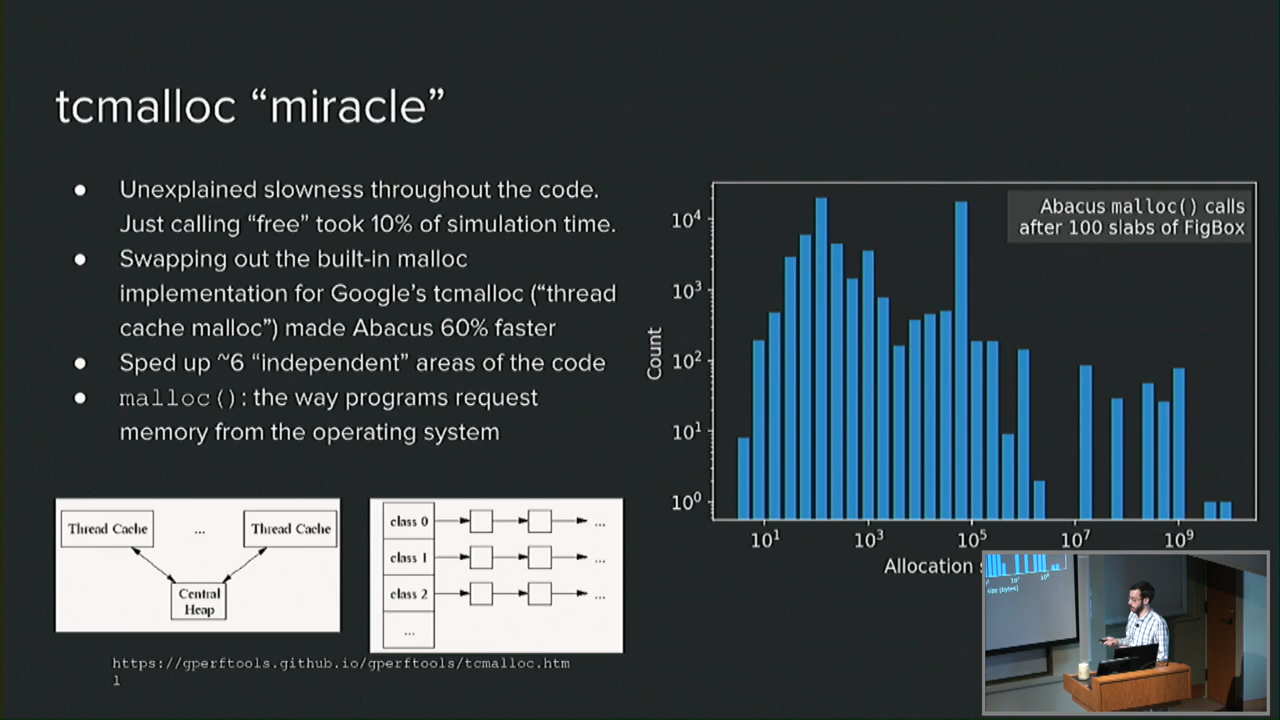 tcmalloc “miracle”
● Unexplained slowness throughout the code.
Just calling “free” took 10% of simulation time.
● Swapping out the built-in malloc
implementation for Google’s tcmalloc (“thread
cache malloc”) made Abacus 60% faster
● Sped up ~6 “independent” areas of the code
● malloc(): the way programs request
memory from the operating system
Thread Cache ... Thread Cache
Central
Heap
class 0 ...
class 1 ...
class 2 ...
...
https://gperftools.github.io/gperftools/tcmalloc.htm
l
Abacus malloc() calls
after 100 slabs of FigBox
Count
10⁴
10³
10²
10¹
10⁰
10¹ 10³ 10⁵ 10⁷ 10⁹
Allocation
size (bytes)